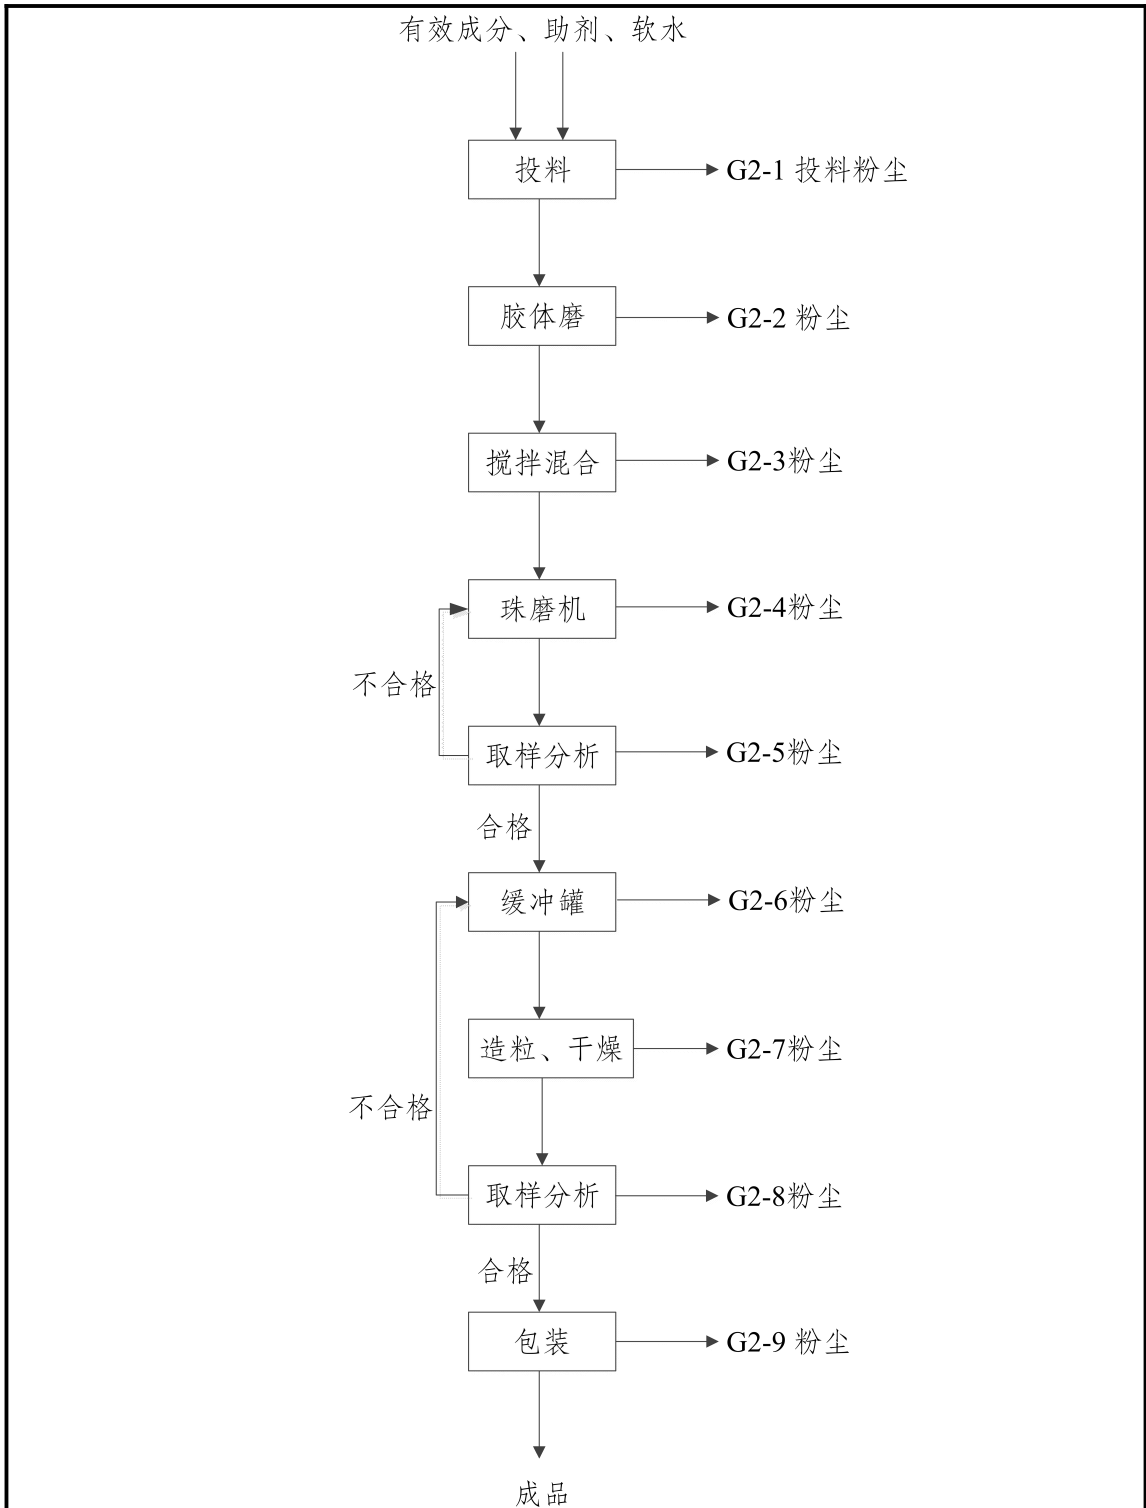 有效成分、助剂、软水
投料
G2-1 投料粉尘
胶体磨
G2-2 粉尘
搅拌混合
G2-3粉尘
珠磨机
G2-4粉尘
不合格
取样分析
G2-5粉尘
合格
缓冲罐
G2-6粉尘
造粒、干燥
G2-7粉尘
不合格
取样分析
G2-8粉尘
合格
包装
G2-9 粉尘
成品